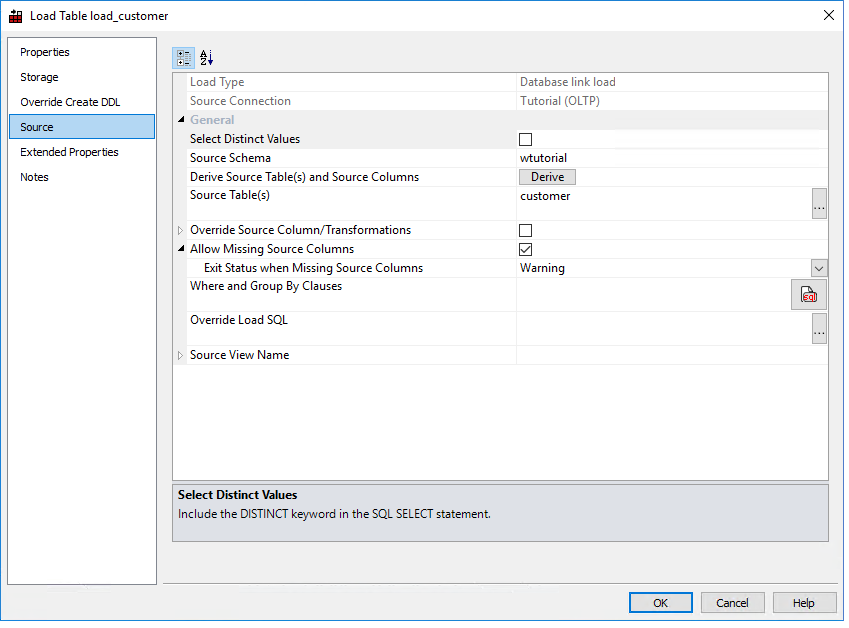 Load Table load_customer
Properties
Storage
Override Create DDL
Source
Extended Properties
Notes
Load Type Database link load
Source Connection Tutorial (OLTP)
General
Select Distinct Values
Source Schema wtutorial
Derive Source Table(s) and Source Columns Derive
Source Table(s) customer
...
Override Source Column/Transformations
Allow Missing Source Columns
Exit Status when Missing Source Columns Warning
Where and Group By Clauses
Override Load SQL
...
Source View Name
Select Distinct Values
Include the DISTINCT keyword in the SQL SELECT statement.
OK Cancel Help